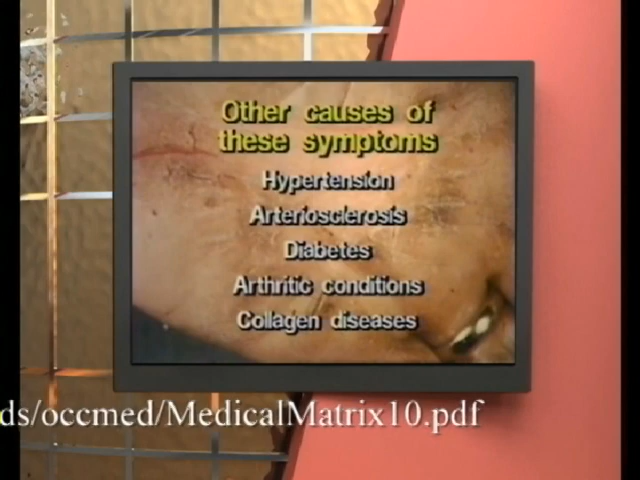 Other causes of
these symptoms
Hypertension
Arteriosclerosis
Diabetes
Arthritic conditions
Collagen diseases
ds/occmed/MedicalMatrix10.pdf